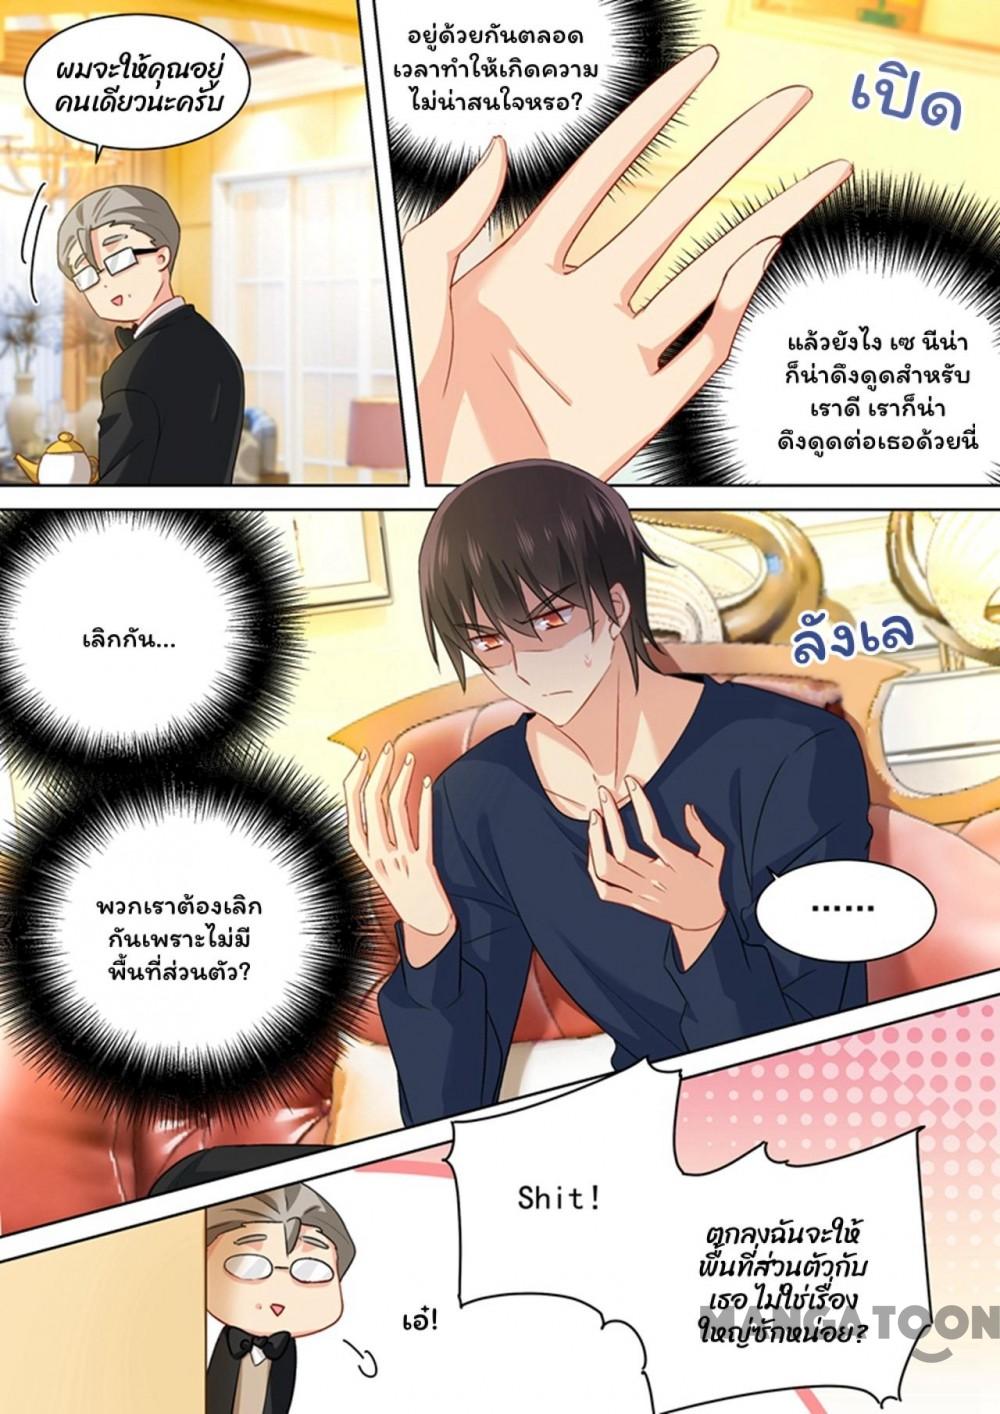 ผมจะให้คุณอยู่
คนเดียวนะครับ
อยู่ด้วยกันตลอด
เวลาทำให้เกิดความ
ไม่น่าสนใจหรอ?
เปิด
แล้วยังไง เซ นีน่า
ก็น่าดึงดูดสำหรับ
เราดี เราก็น่า
ดึงดูดต่อเธอด้วยนี่
เลิกกัน...
ลังเล
พวกเราต้องเลิก
กันเพราะไม่มี
พื้นที่ส่วนตัว?
......
Shit!
ตกลงฉันจะให้
พื้นที่ส่วนตัวกับ
เธอ ไม่ใช่เรื่อง
ใหญ่ซักหน่อย?
เอ๋!
MANGATOON